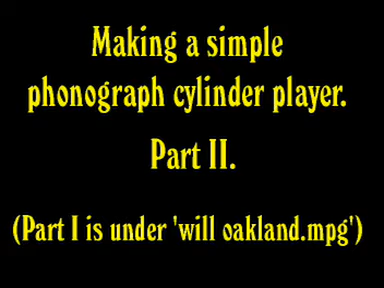 Making a simple
phonograph cylinder player.
Part II.
(Part I is under 'will oakland.mpg')